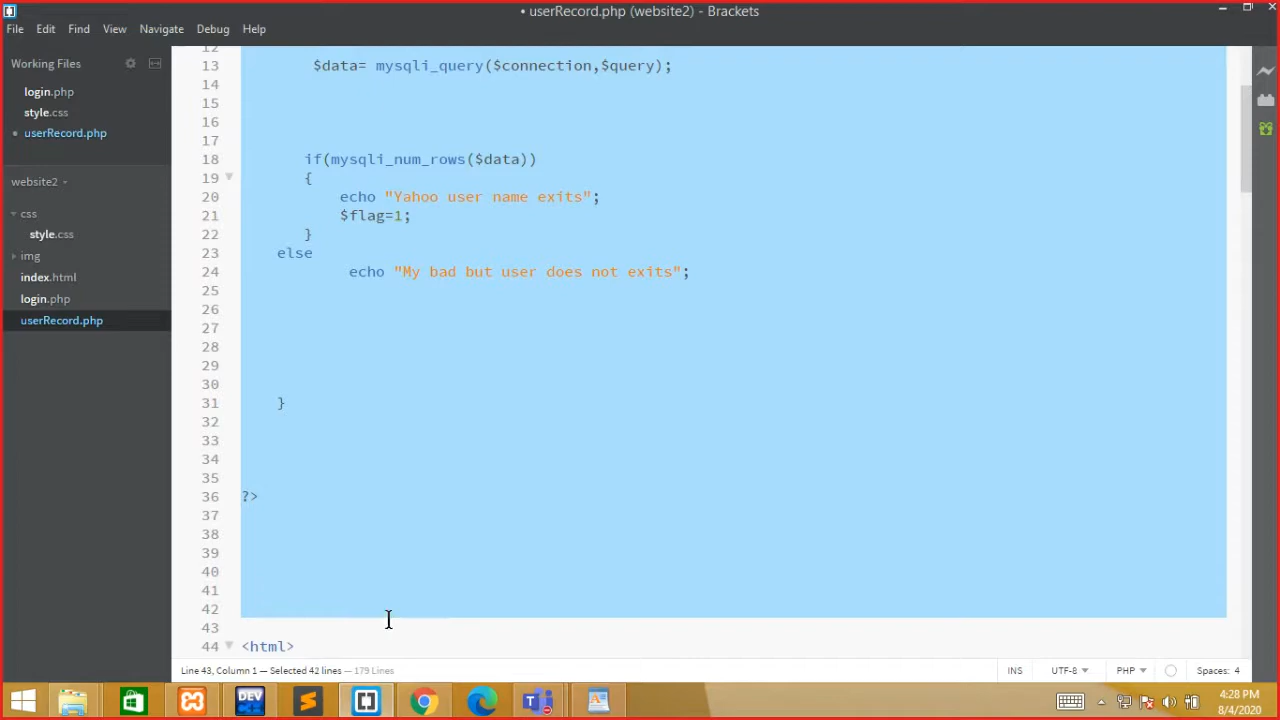 • userRecord.php (website2) - Brackets
File Edit Find View Navigate Debug Help
Working Files
login.php
style.css
userRecord.php
website2
css
style.css
img
index.html
login.php
userRecord.php
12
13 $data= mysqli_query($connection,$query);
14
15
16
17
18 if(mysqli_num_rows($data))
19 {
20 echo "Yahoo user name exits";
21 $flag=1;
22 }
23 else
24 echo "My bad but user does not exits";
25
26
27
28
29
30
31 }
32
33
34
35
36 ?>
37
38
39
40
41
42
43
44 <html>
Line 43, Column 1 — Selected 42 lines — 179 Lines
INS UTF-8 PHP Spaces: 4
DEV
4:28 PM
8/4/2020